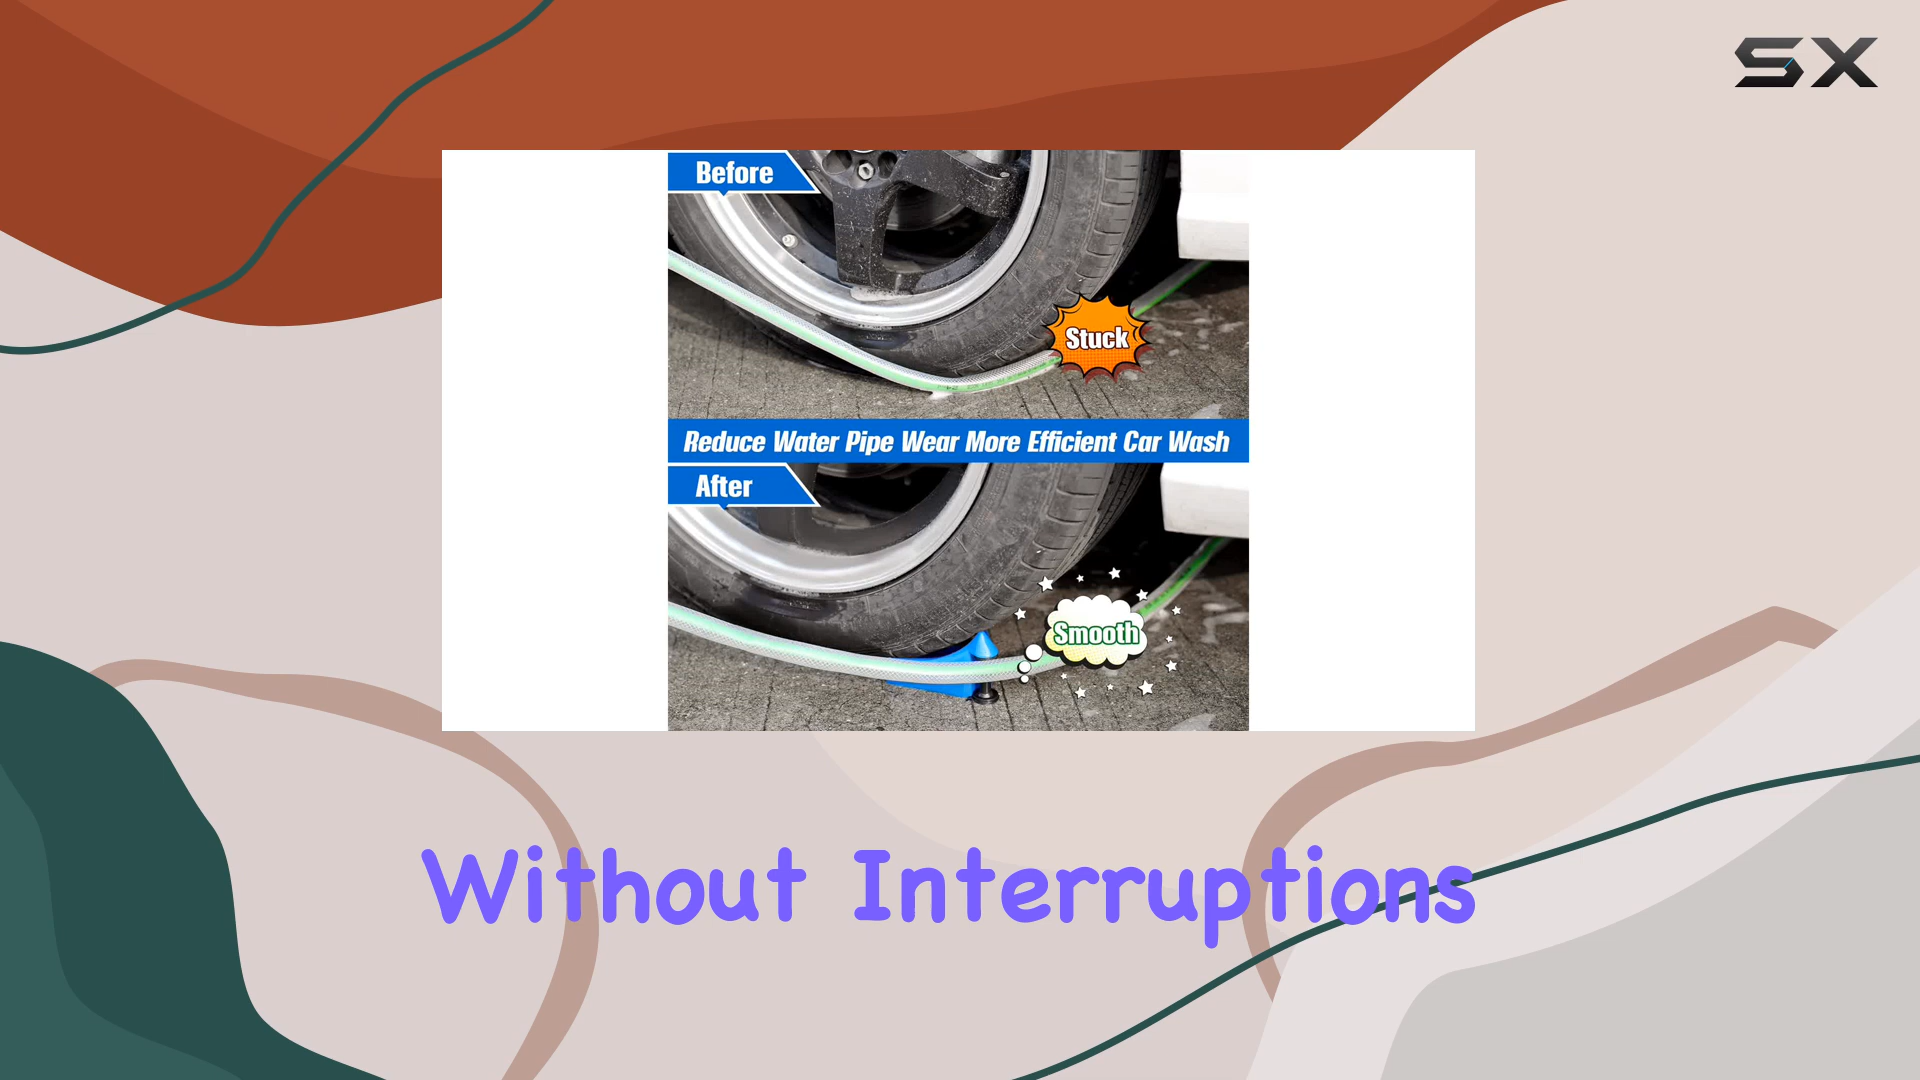 SX
Before
Stuck
Reduce Water Pipe Wear More Efficient Car Wash
After
Smooth
Without Interruptions